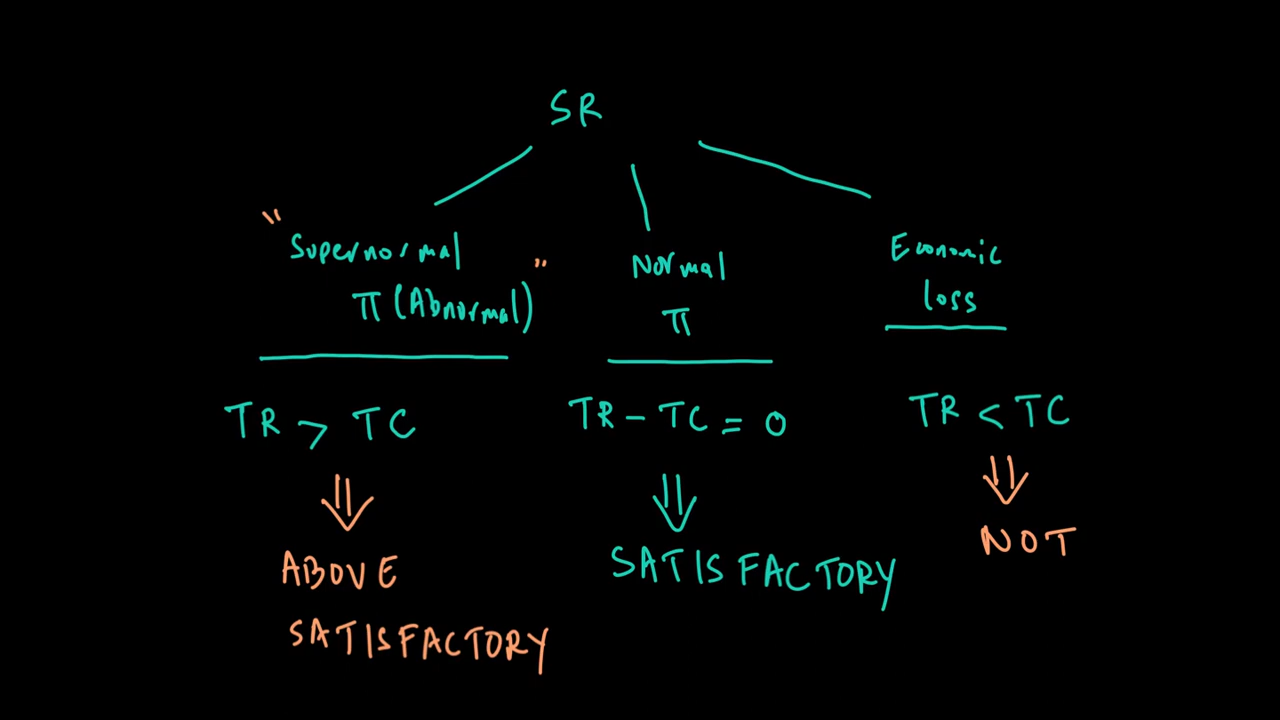 SR
"Supernormal
π (Abnormal)"
Normal
π
Economic
loss
TR > TC
TR - TC = 0
TR < TC
ABOVE
SATISFACTORY
SATISFACTORY
NOT